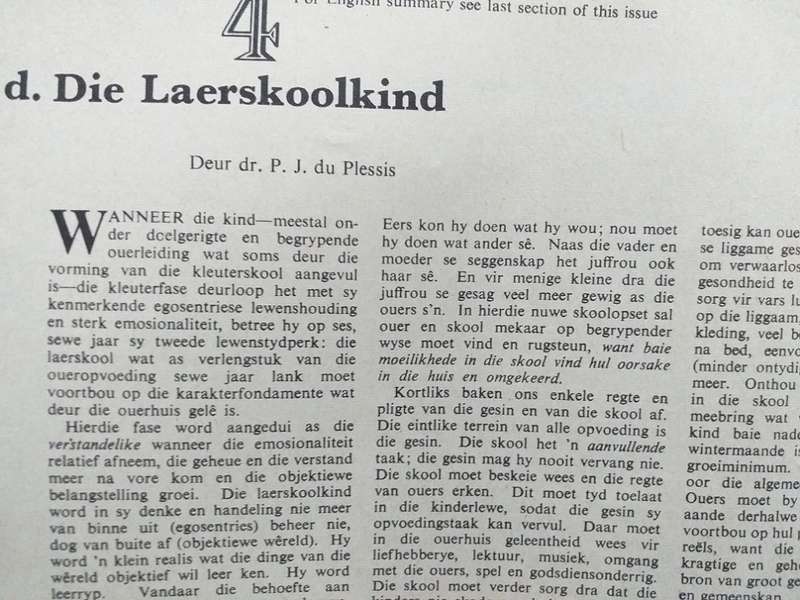 For English summary see last section of this issue
4
d. Die Laerskoolkind
Deur dr. P. J. du Plessis
WANNEER die kind—meestal on-
der doelgerigte en begrypende
ouerleiding wat soms deur die
vorming van die kleuterskool aangevul
is—die kleuterfase deurloop het met sy
kenmerkende egosentriese lewenshouding
en sterk emosionaliteit, betree hy op ses,
sewe jaar sy tweede lewenstydperk: die
laerskool wat as verlengstuk van die
oueropvoeding sewe jaar lank moet
voortbou op die karakterfondamente wat
deur die ouerhuis gelê is.
Hierdie fase word aangedui as die
verstandelike wanneer die emosionaliteit
relatief afneem, die geheue en die verstand
meer na vore kom en die objektiewe
belangstelling groei. Die laerskoolkind
word in sy denke en handeling nie meer
van binne uit (egosentries) beheer nie,
dog van buite af (objektiewe wêreld). Hy
word 'n klein realis wat die dinge van die
wêreld objektief wil leer ken. Hy word
leerryp. Vandaar die behoefte aan
Eers kon hy doen wat hy wou; nou moet
hy doen wat ander sê. Naas die vader en
moeder se seggenskap het juffrou ook
haar sê. En vir menige kleine dra die
juffrou se gesag veel meer gewig as die
ouers s'n. In hierdie nuwe skoolopset sal
ouer en skool mekaar op begrypender
wyse moet vind en rugsteun, want baie
moeilikhede in die skool vind hul oorsake
in die huis en omgekeerd.
Kortliks baken ons enkele regte en
pligte van die gesin en van die skool af.
Die eintlike terrein van alle opvoeding is
die gesin. Die skool het 'n aanvullende
taak; die gesin mag hy nooit vervang nie.
Die skool moet beskeie wees en die regte
van ouers erken. Dit moet tyd toelaat
in die kinderlewe, sodat die gesin sy
opvoedingstaak kan vervul. Daar moet
in die ouerhuis geleentheid wees vir
liefhebberye, lektuur, musiek, omgang
met die ouers, spel en godsdiensonderrig.
Die skool moet verder sorg dra dat die
toesig kan oue
se liggame ges
om verwaarlos
gesondheid te
sorg vir vars lu
op die liggaam,
kleding, veel b
na bed, eenvo
(minder ontydig
meer. Onthou
in die skool
meebring wat
kind baie nade
wintermaande is
groeiminimum.
oor die algeme
Ouers moet by
aande derhalwe
voortbou op hul p
reëls, want die
kragtige en geho
bron van groot ge
en gemeenskap.